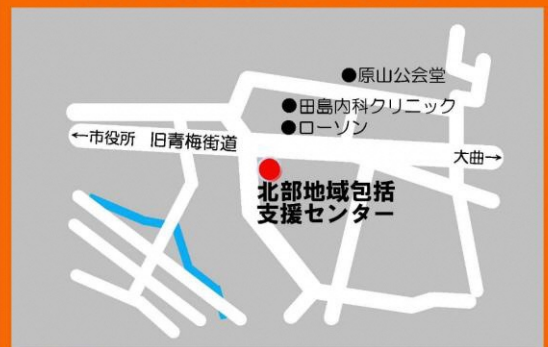 ●原山公会堂
●田島内科クリニック
●ローソン
←市役所 旧青梅街道
大曲→
北部地域包括
支援センター